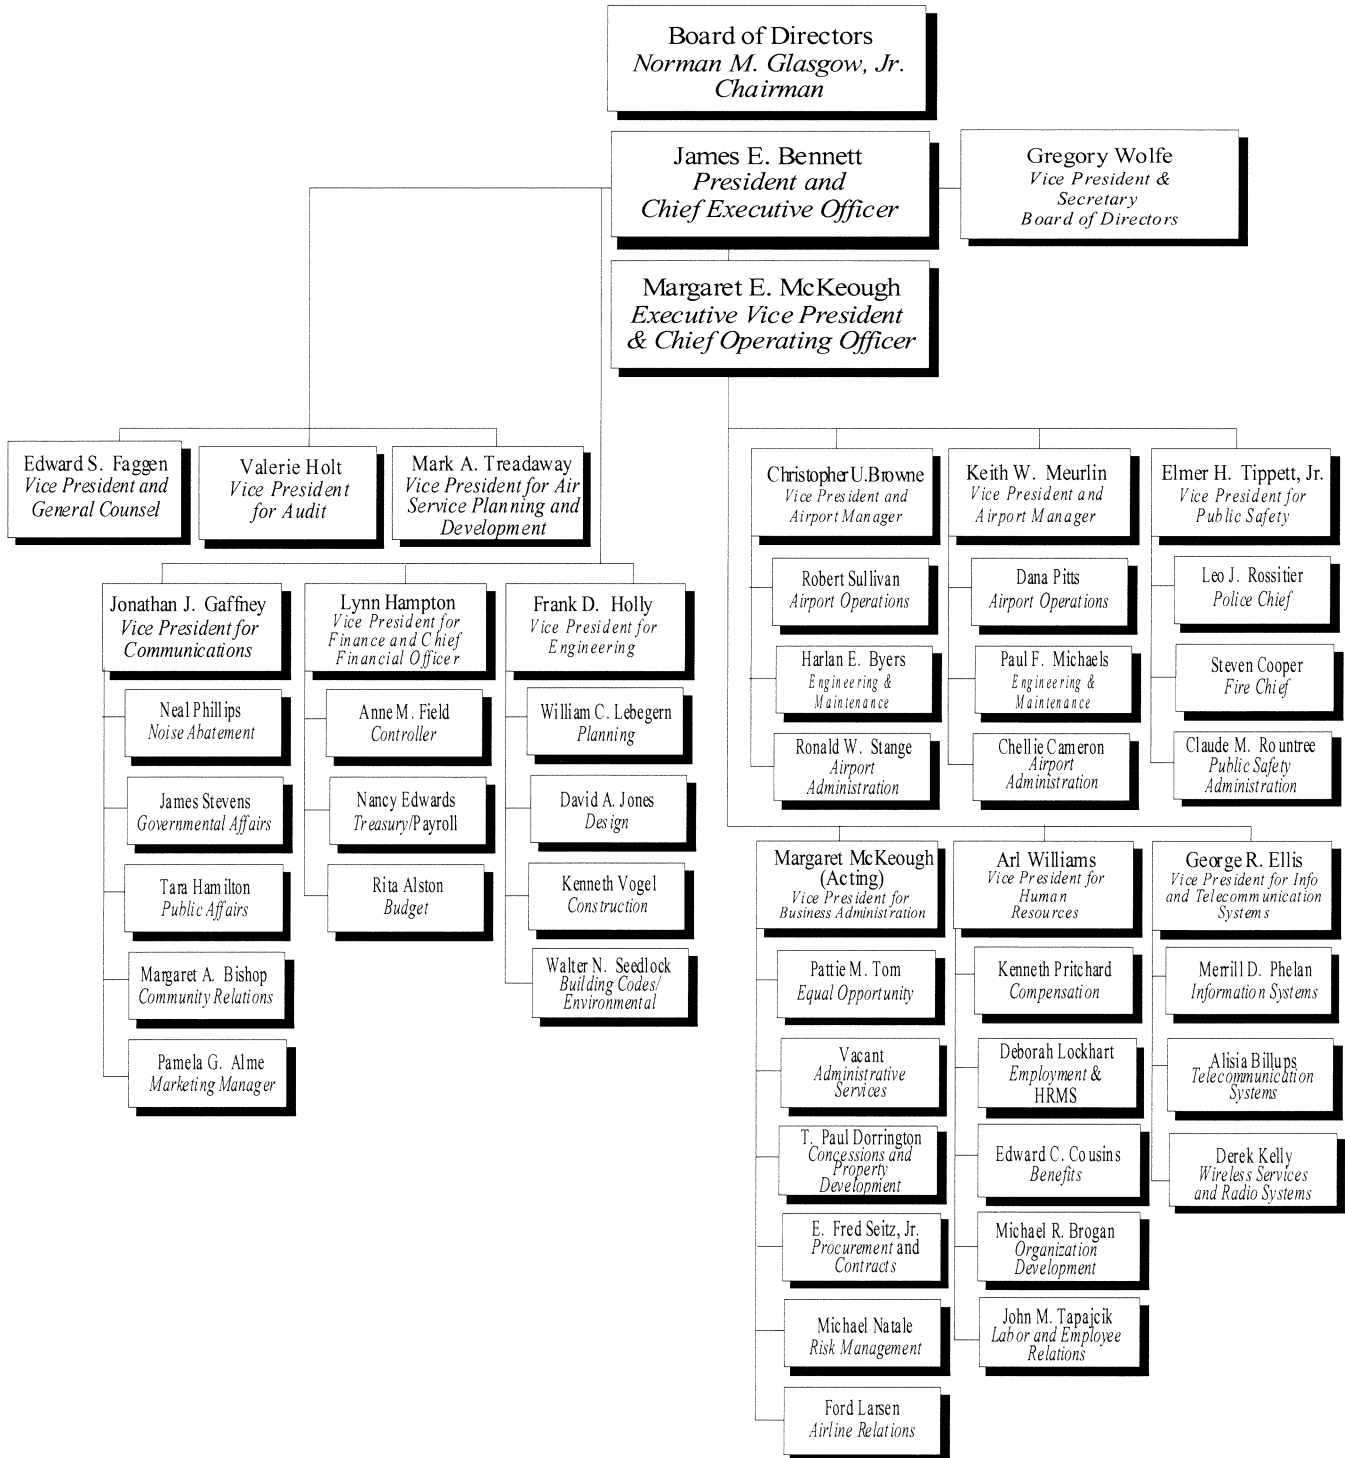 Board of Directors
Norman M. Glasgow, Jr.
Chairman
James E. Bennett
President and
Chief Executive Officer
Gregory Wolfe
Vice President &
Secretary
Board of Directors
Margaret E. McKeough
Executive Vice President
& Chief Operating Officer
Edward S. Faggen
Vice President and
General Counsel
Valerie Holt
Vice President
for Audit
Mark A. Treadaway
Vice President for Air
Service Planning and
Development
Christopher U.Browne
Vice President and
Airport Manager
Keith W. Meurlin
Vice President and
Airport Manager
Elmer H. Tippett, Jr.
Vice President for
Public Safety
Robert Sullivan
Airport Operations
Dana Pitts
Airport Operations
Leo J. Rossitier
Police Chief
Harlan E. Byers
Engineering &
Maintenance
Paul F. Michaels
Engineering &
Maintenance
Steven Cooper
Fire Chief
Ronald W. Stange
Airport
Administration
Chellie Cameron
Airport
Administration
Claude M. Rountree
Public Safety
Administration
Jonathan J. Gaffney
Vice President for
Communications
Lynn Hampton
Vice President for
Finance and Chief
Financial Officer
Frank D. Holly
Vice President for
Engineering
Neal Phillips
Noise Abatement
Anne M. Field
Controller
William C. Lebegern
Planning
James Stevens
Governmental Affairs
Nancy Edwards
Treasury/Payroll
David A. Jones
Design
Tara Hamilton
Public Affairs
Rita Alston
Budget
Kenneth Vogel
Construction
Margaret A. Bishop
Community Relations
Walter N. Seedlock
Building Codes/
Environmental
Pamela G. Alme
Marketing Manager
Margaret McKeough
(Acting)
Vice President for
Business Administration
Arl Williams
Vice President for
Human
Resources
George R. Ellis
Vice President for Info
and Telecommunication
Systems
Pattie M. Tom
Equal Opportunity
Kenneth Pritchard
Compensation
Merrill D. Phelan
Information Systems
Vacant
Administrative
Services
Deborah Lockhart
Employment &
HRMS
Alisia Billups
Telecommunication
Systems
T. Paul Dorrington
Concessions and
Property
Development
Edward C. Cousins
Benefits
Derek Kelly
Wireless Services
and Radio Systems
E. Fred Seitz, Jr.
Procurement and
Contracts
Michael R. Brogan
Organization
Development
Michael Natale
Risk Management
John M. Tapajcik
Labor and Employee
Relations
Ford Larsen
Airline Relations